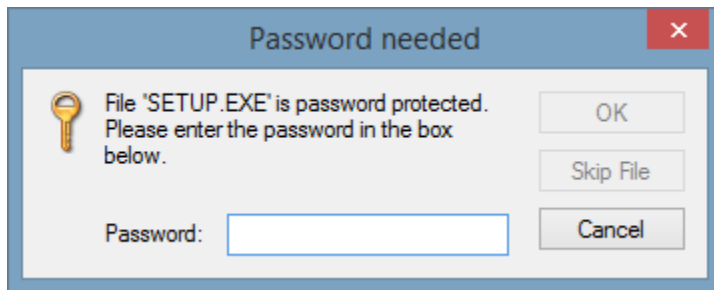 Password needed
File 'SETUP.EXE' is password protected.
Please enter the password in the box
below.
OK
Skip File
Password:
Cancel